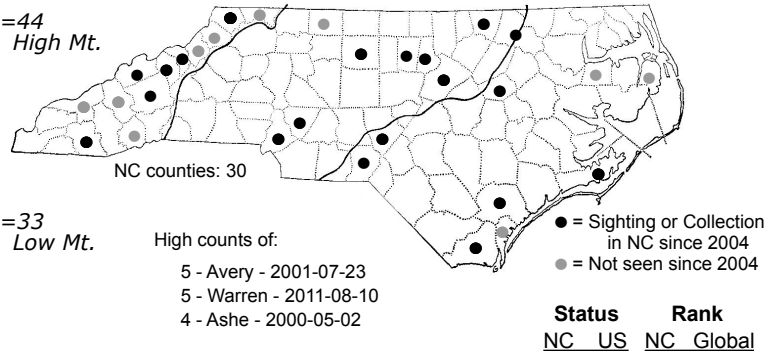 =44
High Mt.
NC counties: 30
=33
Low Mt.
High counts of:
5 - Avery - 2001-07-23
5 - Warren - 2011-08-10
4 - Ashe - 2000-05-02
= Sighting or Collection
in NC since 2004
= Not seen since 2004
Status Rank
NC US NC Global